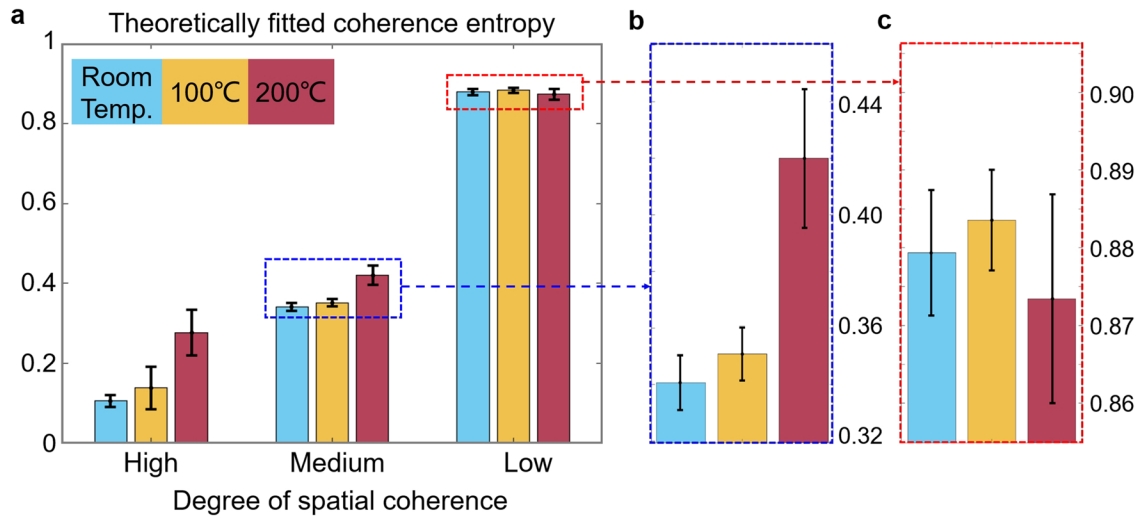 a
Theoretically fitted coherence entropy
1
0.8
0.6
0.4
0.2
0
Room
Temp.
100℃
200℃
High
Medium
Low
Degree of spatial coherence
b
0.44
0.40
0.36
0.32
c
0.90
0.89
0.88
0.87
0.86